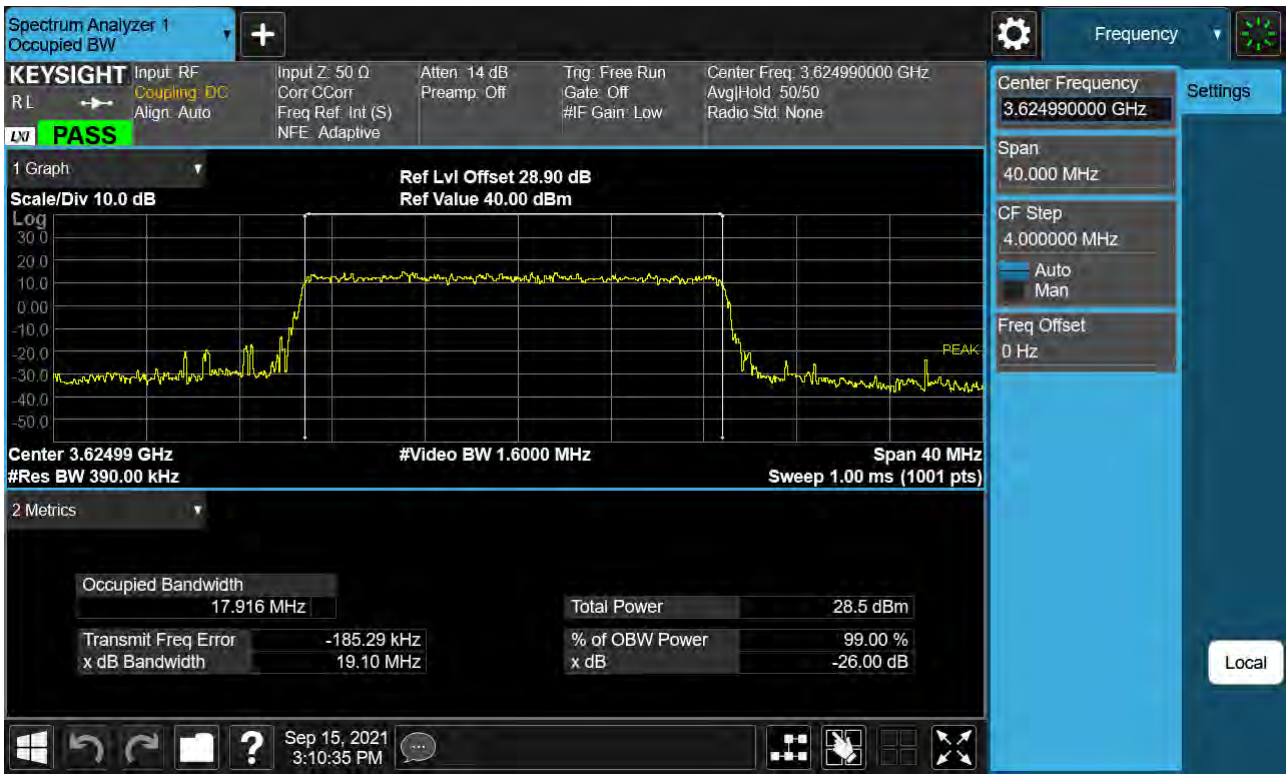 Spectrum Analyzer 1
Occupied BW
+
Frequency
KEYSIGHT
R L
LXI
PASS
Input: RF
Coupling: DC
Align: Auto
Input Z: 50 Ω
Corr CCorr
Freq Ref: Int (S)
NFE: Adaptive
Atten: 14 dB
Preamp: Off
Trig: Free Run
Gate: Off
#IF Gain: Low
Center Freq: 3.624990000 GHz
Avg|Hold: 50/50
Radio Std: None
Center Frequency
3.624990000 GHz
Settings
Span
40.000 MHz
CF Step
4.000000 MHz
Auto
Man
Freq Offset
0 Hz
1 Graph
Scale/Div 10.0 dB
Ref Lvl Offset 28.90 dB
Ref Value 40.00 dBm
Log
30.0
20.0
10.0
0.00
-10.0
-20.0
-30.0
-40.0
-50.0
PEAK
Center 3.62499 GHz
#Res BW 390.00 kHz
#Video BW 1.6000 MHz
Span 40 MHz
Sweep 1.00 ms (1001 pts)
2 Metrics
Occupied Bandwidth
17.916 MHz
Transmit Freq Error -185.29 kHz
x dB Bandwidth 19.10 MHz
Total Power 28.5 dBm
% of OBW Power 99.00 %
x dB -26.00 dB
Local
?
Sep 15, 2021
3:10:35 PM